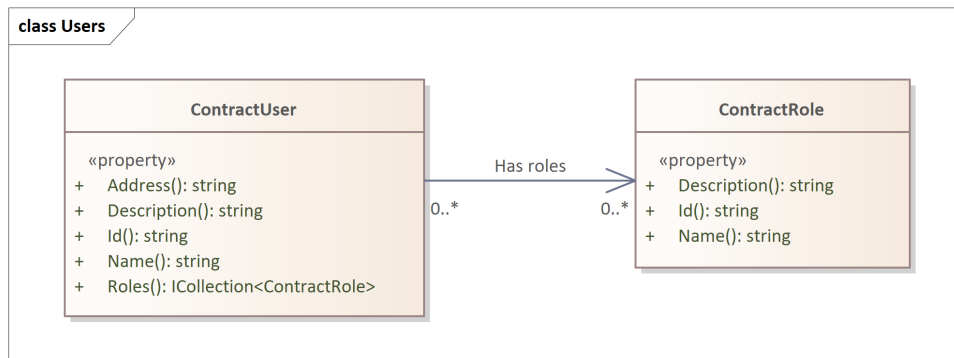 class Users
ContractUser
«property»
+ Address(): string
+ Description(): string
+ Id(): string
+ Name(): string
+ Roles(): ICollection<ContractRole>
Has roles
0..*
0..*
ContractRole
«property»
+ Description(): string
+ Id(): string
+ Name(): string